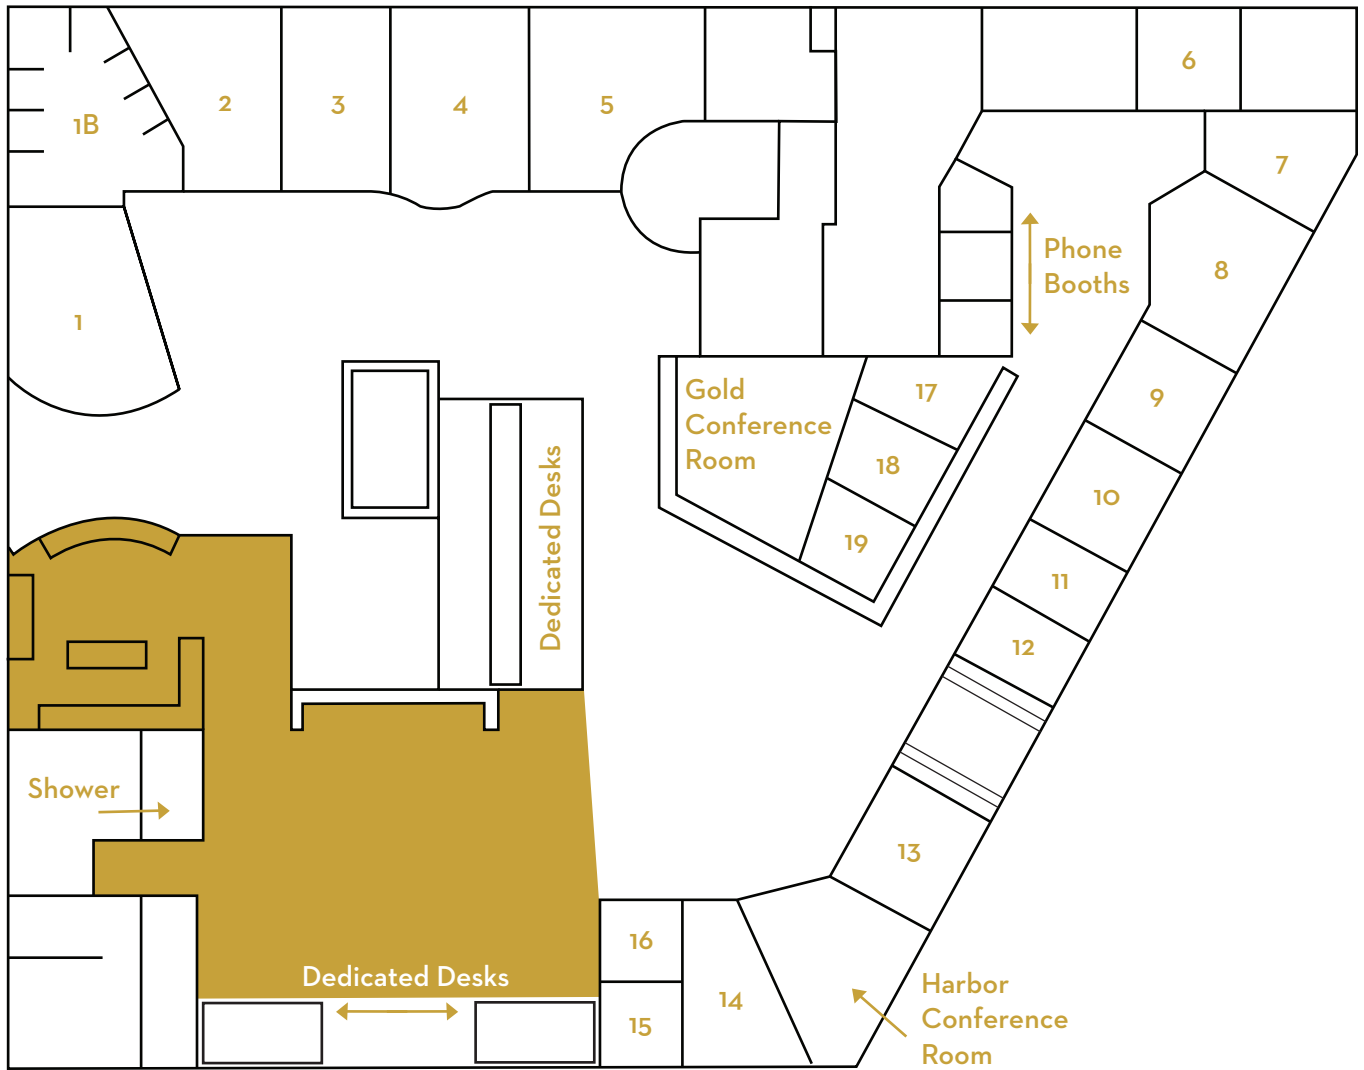 1B
2
3
4
5
6
7
8
1
Phone
Booths
9
10
11
12
Gold
Conference
Room
17
18
19
Dedicated Desks
Shower
13
Dedicated Desks
16
15
14
Harbor
Conference
Room